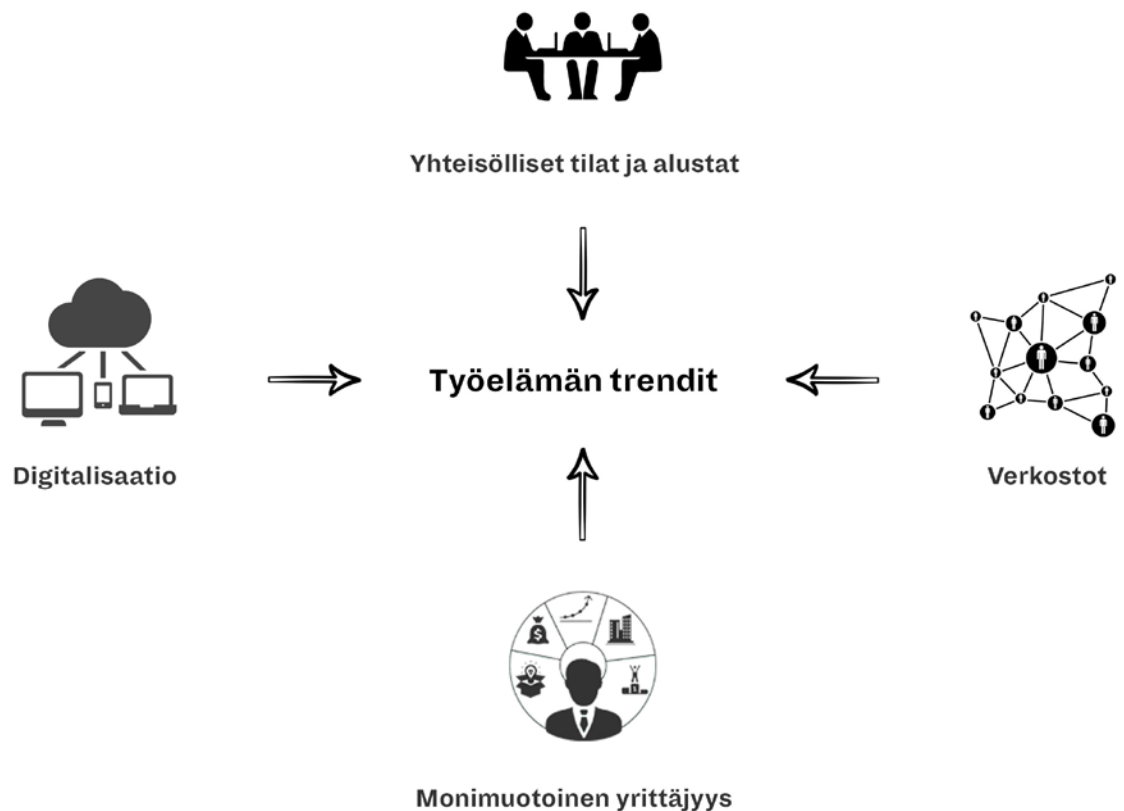 Yhteisölliset tilat ja alustat
Työelämän trendit
Digitalisaatio
Verkostot
Monimuotoinen yrittäjyys